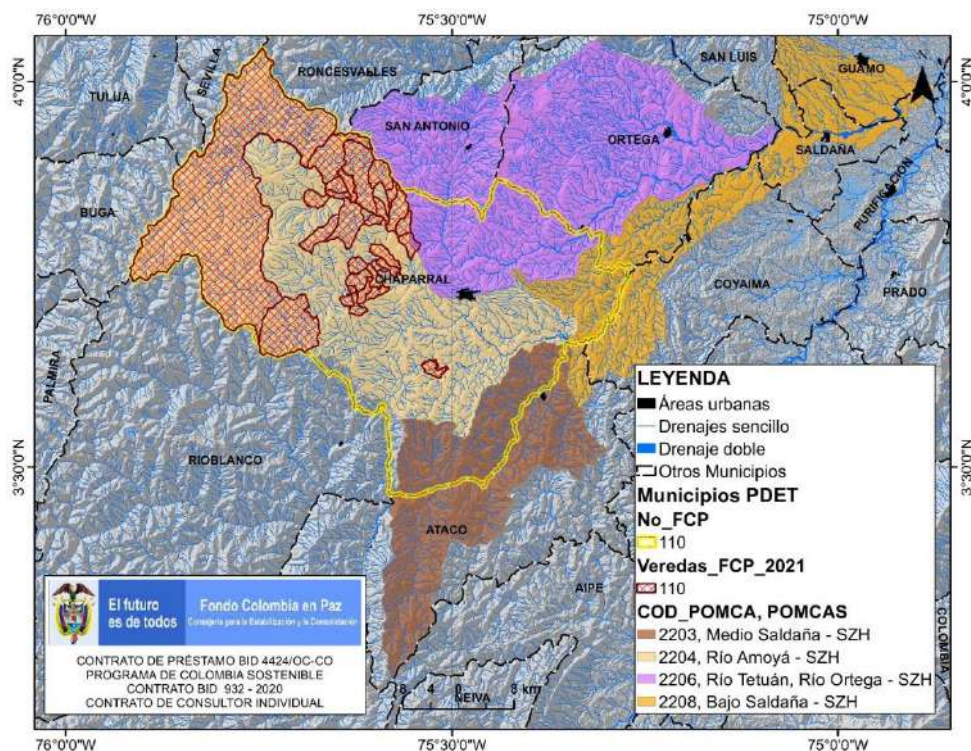 76°0'0"W
75°30'0"W
75°0'0"W
4°0'0"N
4°0'0"N
3°30'0"N
3°30'0"N
TULUA
SEVILLA
RONCESVALLES
SAN ANTONIO
ORTEGA
SAN LUIS
GUAMO
SALDAÑA
PURIFICACION
BUGA
CHAPARRAL
COYAIMA
PRADO
PALMIRA
RIOBLANCO
ATACO
AIPE
NEIVA
COLOMBIA
LEYENDA
Áreas urbanas
Drenajes sencillo
Drenaje doble
Otros Municipios
Municipios PDET
No_FCP
110
Veredas_FCP_2021
110
COD_POMCA, POMCAS
2203, Medio Saldaña - SZH
2204, Río Amoyá - SZH
2206, Río Tetuán, Río Ortega - SZH
2208, Bajo Saldaña - SZH
El futuro
es de todos
Fondo Colombia en Paz
Consejería para la Estabilización y la Consolidación
CONTRATO DE PRÉSTAMO BID 4424/OC-CO
PROGRAMA DE COLOMBIA SOSTENIBLE
CONTRATO BID 932 - 2020
CONTRATO DE CONSULTOR INDIVIDUAL
8 4 0 8 km
76°0'0"W
75°30'0"W
75°0'0"W